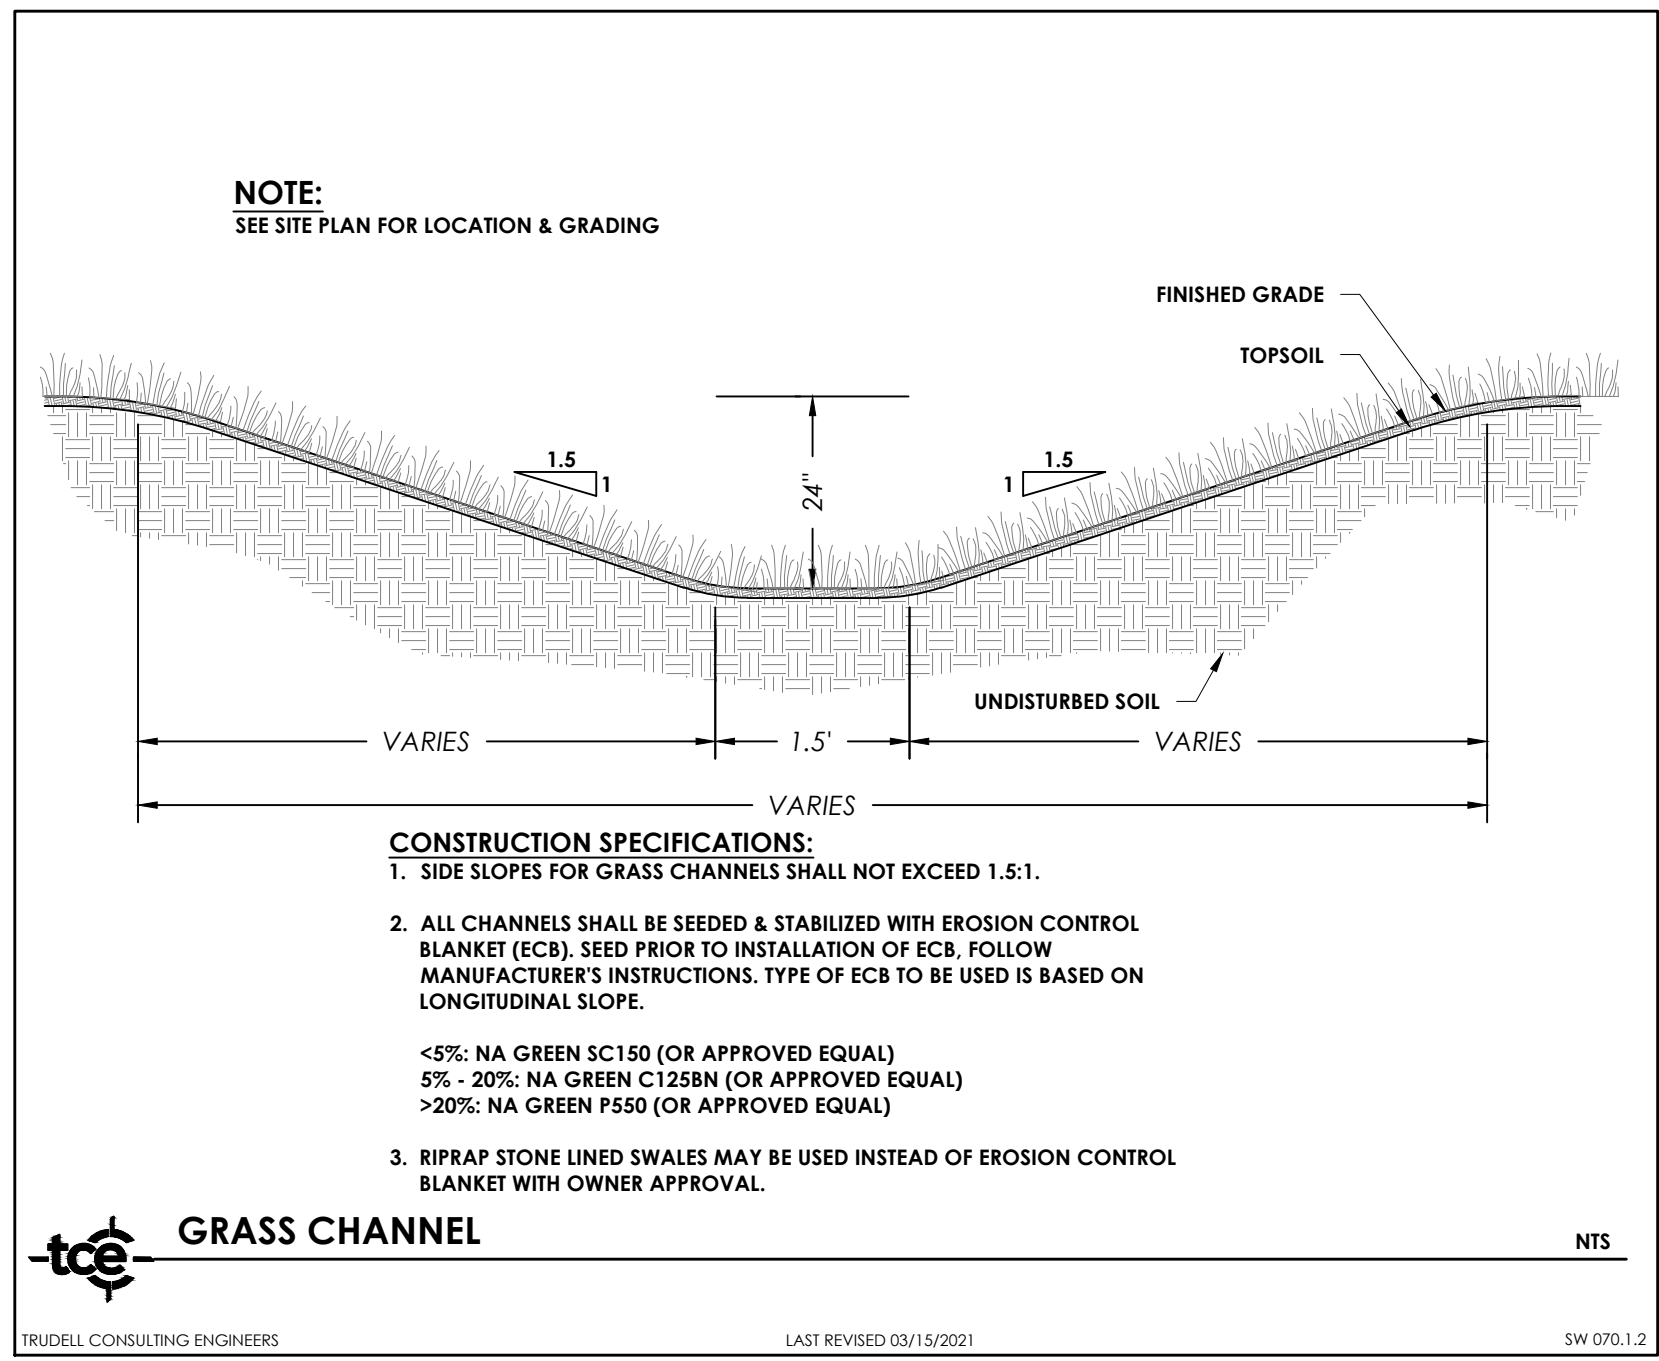 NOTE:
SEE SITE PLAN FOR LOCATION & GRADING
FINISHED GRADE
TOPSOIL
1.5
1
24"
1.5
1
UNDISTURBED SOIL
VARIES
1.5'
VARIES
VARIES
CONSTRUCTION SPECIFICATIONS:
1. SIDE SLOPES FOR GRASS CHANNELS SHALL NOT EXCEED 1.5:1.
2. ALL CHANNELS SHALL BE SEEDED & STABILIZED WITH EROSION CONTROL
BLANKET (ECB). SEED PRIOR TO INSTALLATION OF ECB, FOLLOW
MANUFACTURER'S INSTRUCTIONS. TYPE OF ECB TO BE USED IS BASED ON
LONGITUDINAL SLOPE.
<5%: NA GREEN SC150 (OR APPROVED EQUAL)
5% - 20%: NA GREEN C125BN (OR APPROVED EQUAL)
>20%: NA GREEN P550 (OR APPROVED EQUAL)
3. RIPRAP STONE LINED SWALES MAY BE USED INSTEAD OF EROSION CONTROL
BLANKET WITH OWNER APPROVAL.
tce
GRASS CHANNEL
NTS
TRUDELL CONSULTING ENGINEERS
LAST REVISED 03/15/2021
SW 070.1.2